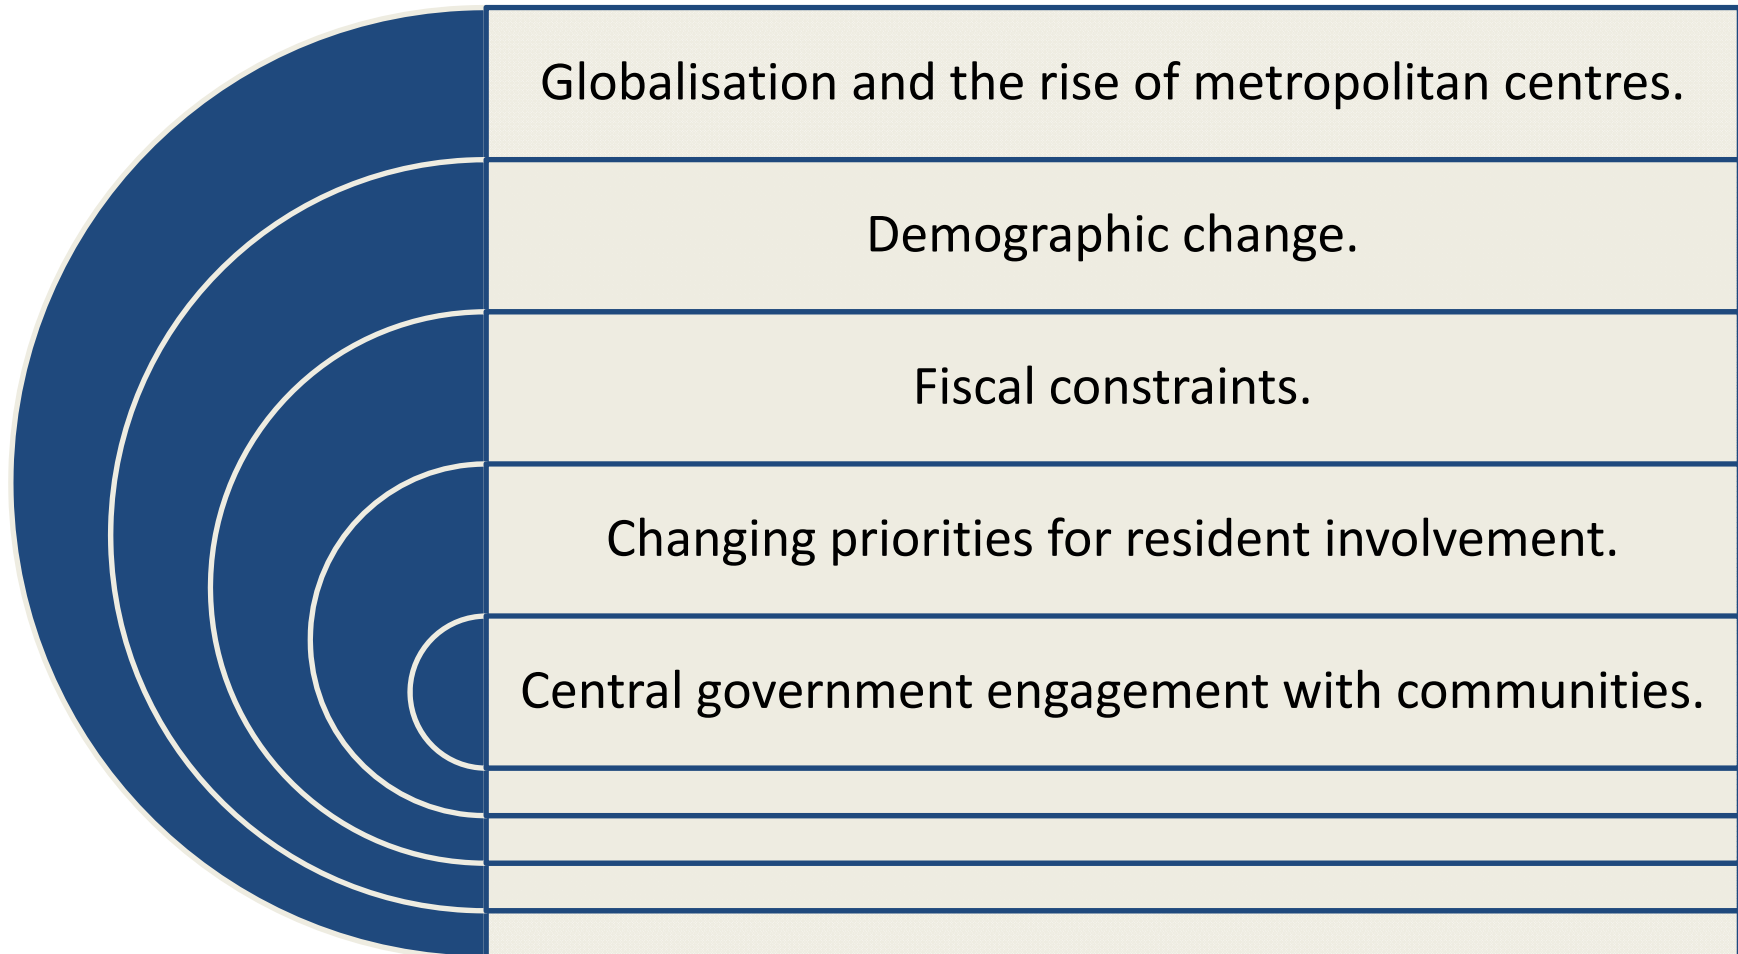 Globalisation and the rise of metropolitan centres.
Demographic change.
Fiscal constraints.
Changing priorities for resident involvement.
Central government engagement with communities.